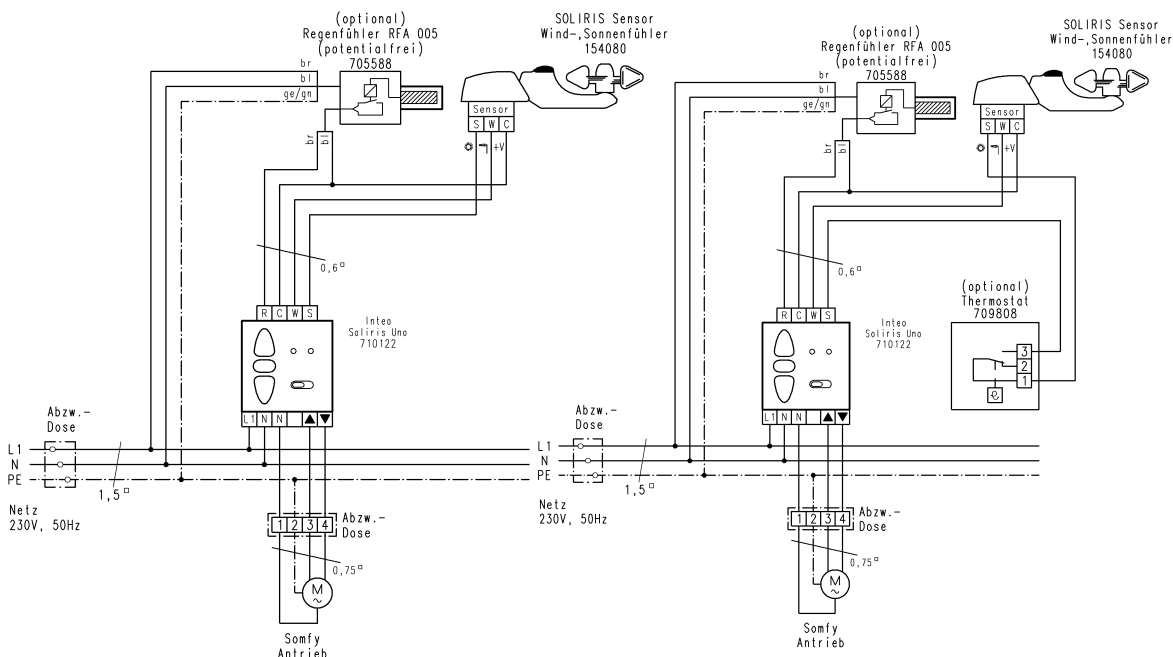 (optional)
Regenfühler RFA 005
(potentialfrei)
705588
SOLIRIS Sensor
Wind-,Sonnenfühler
154080
br
bl
ge/gn
Sensor
S W C
+V
br
bl
0,6
R C W S
Inteo
Soliris Uno
710122
L1 N N
Abzw.-
Dose
L1
N
PE
1,5
Netz
230V, 50Hz
1 2 3 4
Abzw.-
Dose
0,75
M
~
Somfy
Antrieb
(optional)
Regenfühler RFA 005
(potentialfrei)
705588
SOLIRIS Sensor
Wind-,Sonnenfühler
154080
br
bl
ge/gn
Sensor
S W C
+V
br
bl
0,6
(optional)
Thermostat
709808
3
2
1
R C W S
Inteo
Soliris Uno
710122
L1 N N
Abzw.-
Dose
L1
N
PE
1,5
Netz
230V, 50Hz
1 2 3 4
Abzw.-
Dose
0,75
M
~
Somfy
Antrieb